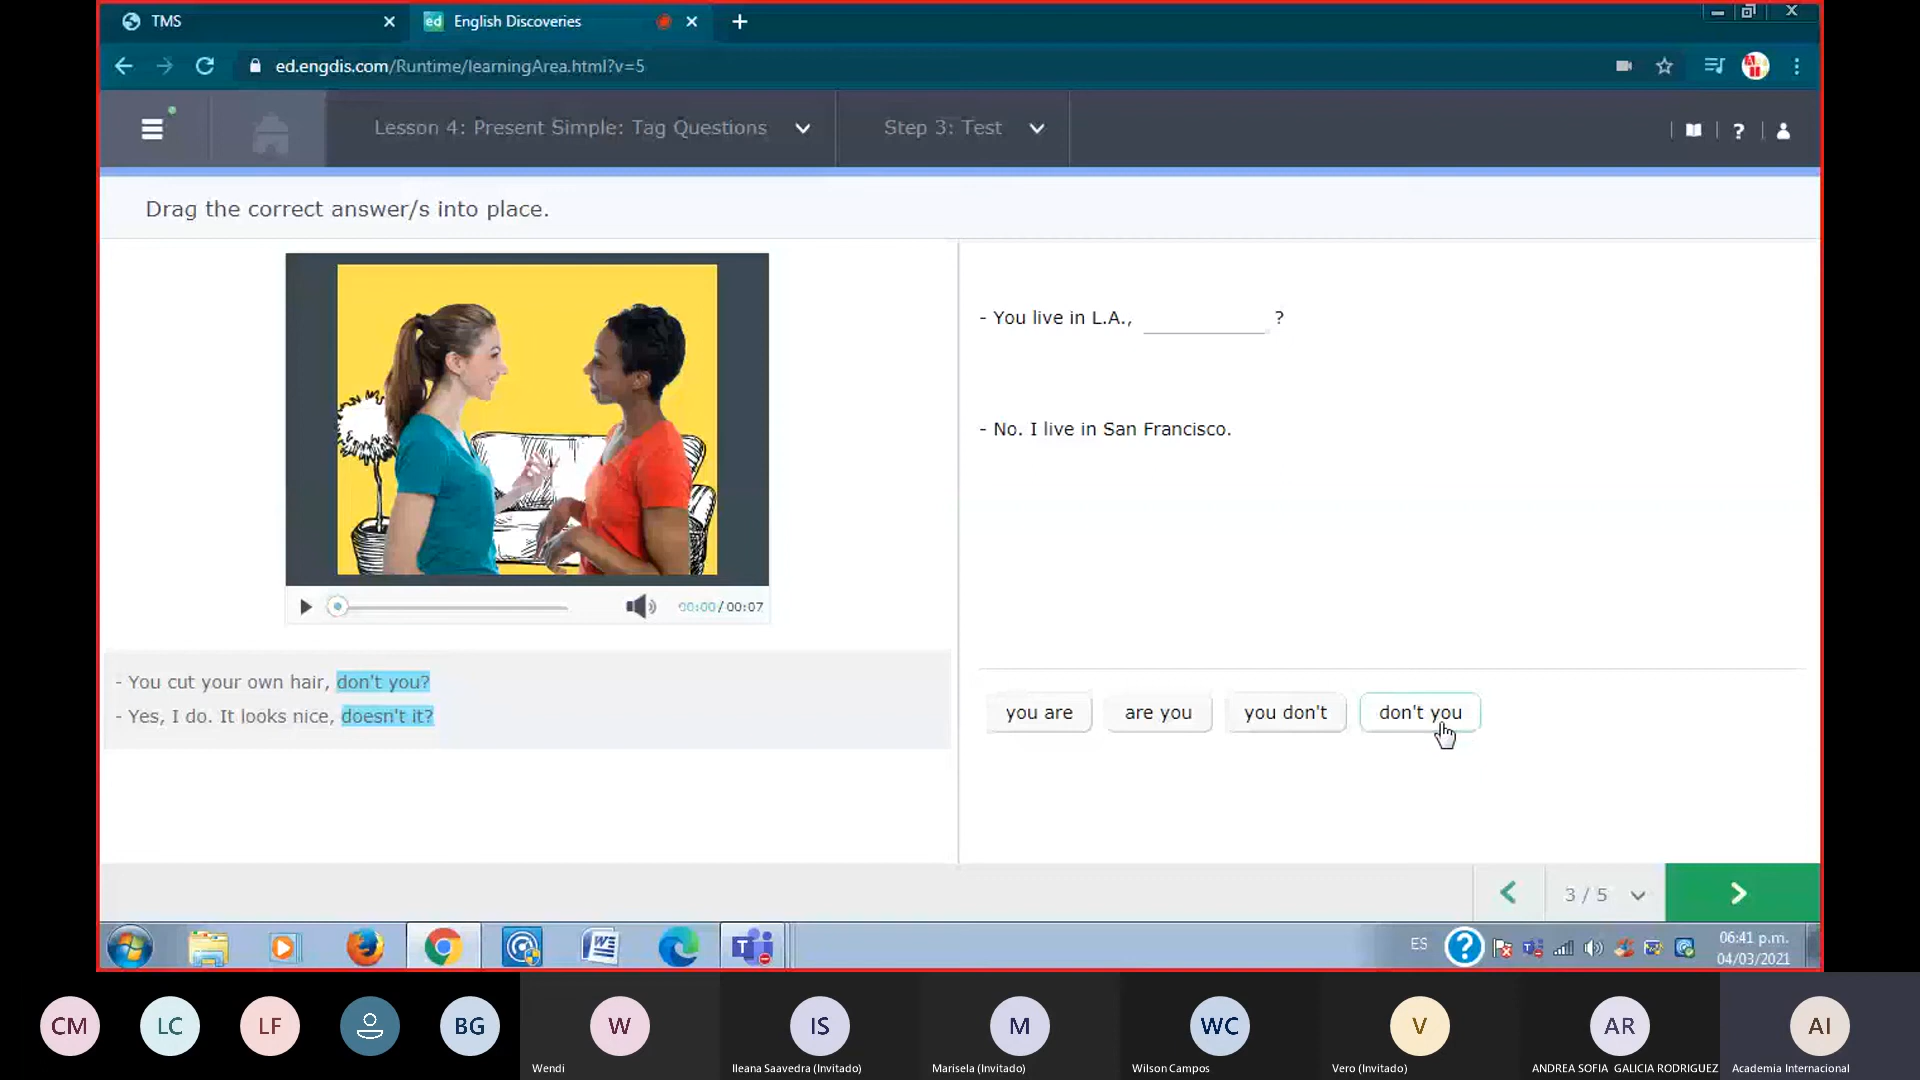 TMS
ed English Discoveries
ed.engdis.com/Runtime/learningArea.html?v=5
Lesson 4: Present Simple: Tag Questions
Step 3: Test
?
Drag the correct answer/s into place.
00:00 / 00:07
- You cut your own hair, don't you?
- Yes, I do. It looks nice, doesn't it?
- You live in L.A., __________ ?
- No. I live in San Francisco.
you are
are you
you don't
don't you
3 / 5
ES
?
06:41 p.m.
04/03/2021
CM
LC
LF
BG
W
IS
M
WC
V
AR
AI
Wendi
Ileana Saavedra (Invitado)
Marisela (Invitado)
Wilson Campos
Vero (Invitado)
ANDREA SOFIA GALICIA RODRIGUEZ
Academia Internacional